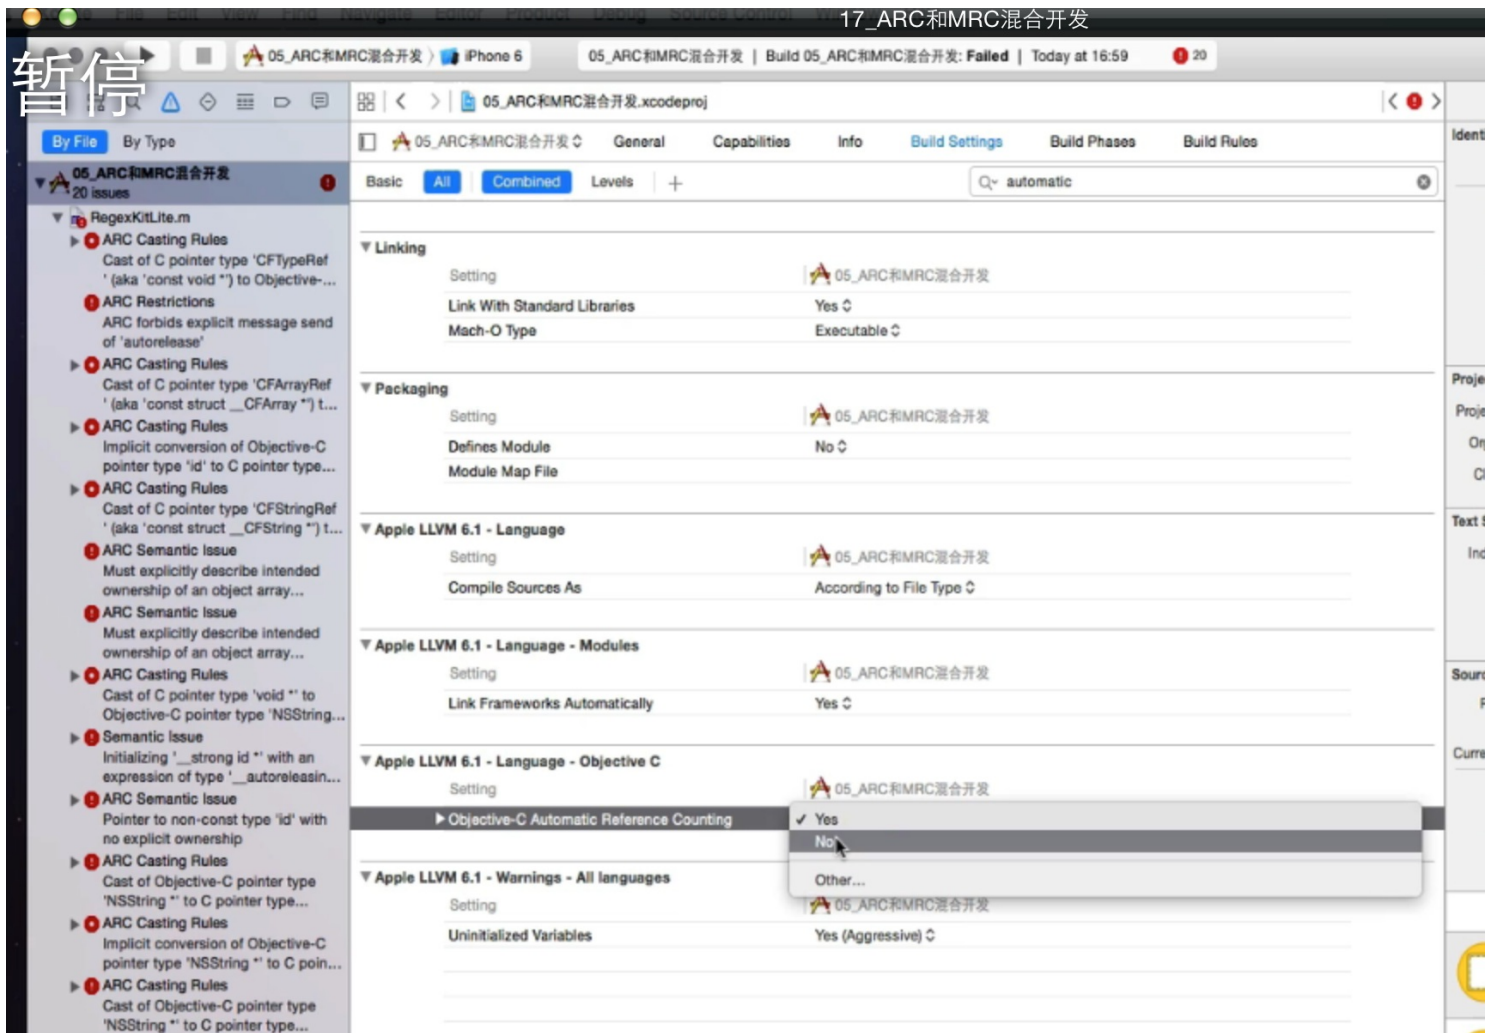 File Edit View Find Navigate Editor Product Debug Source Control
17_ARC和MRC混合开发
暂停
05_ARC和MRC混合开发 iPhone 6
05_ARC和MRC混合开发 | Build 05_ARC和MRC混合开发: Failed | Today at 16:59
20
05_ARC和MRC混合开发.xcodeproj
By File By Type
05_ARC和MRC混合开发 General Capabilities Info Build Settings Build Phases Build Rules
Basic All Combined Levels + automatic
05_ARC和MRC混合开发
20 issues
RegexKitLite.m
ARC Casting Rules
Cast of C pointer type 'CFTypeRef
' (aka 'const void *') to Objective-...
ARC Restrictions
ARC forbids explicit message send
of 'autorelease'
ARC Casting Rules
Cast of C pointer type 'CFArrayRef
' (aka 'const struct __CFArray *') t...
ARC Casting Rules
Implicit conversion of Objective-C
pointer type 'id' to C pointer type...
ARC Casting Rules
Cast of C pointer type 'CFStringRef
' (aka 'const struct __CFString *') t...
ARC Semantic Issue
Must explicitly describe intended
ownership of an object array...
ARC Semantic Issue
Must explicitly describe intended
ownership of an object array...
ARC Casting Rules
Cast of C pointer type 'void *' to
Objective-C pointer type 'NSString...
Semantic Issue
Initializing '__strong id *' with an
expression of type '__autoreleasin...
ARC Semantic Issue
Pointer to non-const type 'id' with
no explicit ownership
ARC Casting Rules
Cast of Objective-C pointer type
'NSString *' to C pointer type...
ARC Casting Rules
Implicit conversion of Objective-C
pointer type 'NSString *' to C poin...
ARC Casting Rules
Cast of Objective-C pointer type
'NSString *' to C pointer type...
Linking
Setting 05_ARC和MRC混合开发
Link With Standard Libraries Yes
Mach-O Type Executable
Packaging
Setting 05_ARC和MRC混合开发
Defines Module No
Module Map File
Apple LLVM 6.1 - Language
Setting 05_ARC和MRC混合开发
Compile Sources As According to File Type
Apple LLVM 6.1 - Language - Modules
Setting 05_ARC和MRC混合开发
Link Frameworks Automatically Yes
Apple LLVM 6.1 - Language - Objective C
Setting 05_ARC和MRC混合开发
Objective-C Automatic Reference Counting ✓ Yes
No
Other...
Apple LLVM 6.1 - Warnings - All languages
Setting 05_ARC和MRC混合开发
Uninitialized Variables Yes (Aggressive)
Identi
Proje
Proje
Or
Cl
Text S
Ind
Sourc
Curre